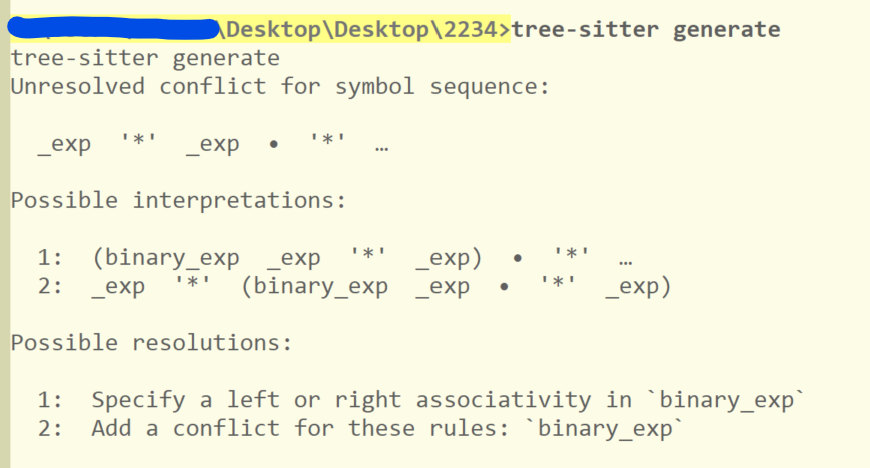 \Desktop\Desktop\2234>tree-sitter generate
tree-sitter generate
Unresolved conflict for symbol sequence:
_exp '*' _exp • '*' …
Possible interpretations:
1: (binary_exp _exp '*' _exp) • '*' …
2: _exp '*' (binary_exp _exp • '*' _exp)
Possible resolutions:
1: Specify a left or right associativity in `binary_exp`
2: Add a conflict for these rules: `binary_exp`